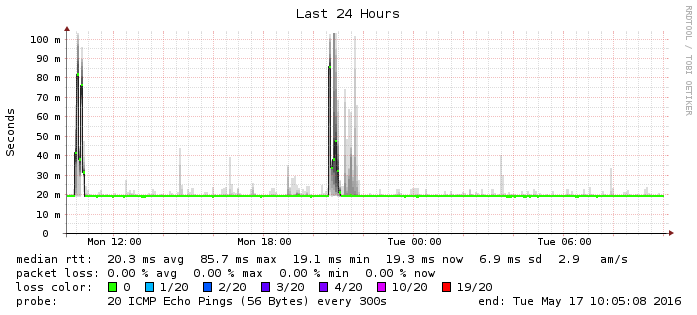 Last 24 Hours
RRDTOOL / TOBI OETIKER
Seconds
100 m
90 m
80 m
70 m
60 m
50 m
40 m
30 m
20 m
10 m
0
Mon 12:00 Mon 18:00 Tue 00:00 Tue 06:00
median rtt: 20.3 ms avg 85.7 ms max 19.1 ms min 19.3 ms now 6.9 ms sd 2.9 am/s
packet loss: 0.00 % avg 0.00 % max 0.00 % min 0.00 % now
loss color: 0 1/20 2/20 3/20 4/20 10/20 19/20
probe: 20 ICMP Echo Pings (56 Bytes) every 300s end: Tue May 17 10:05:08 2016